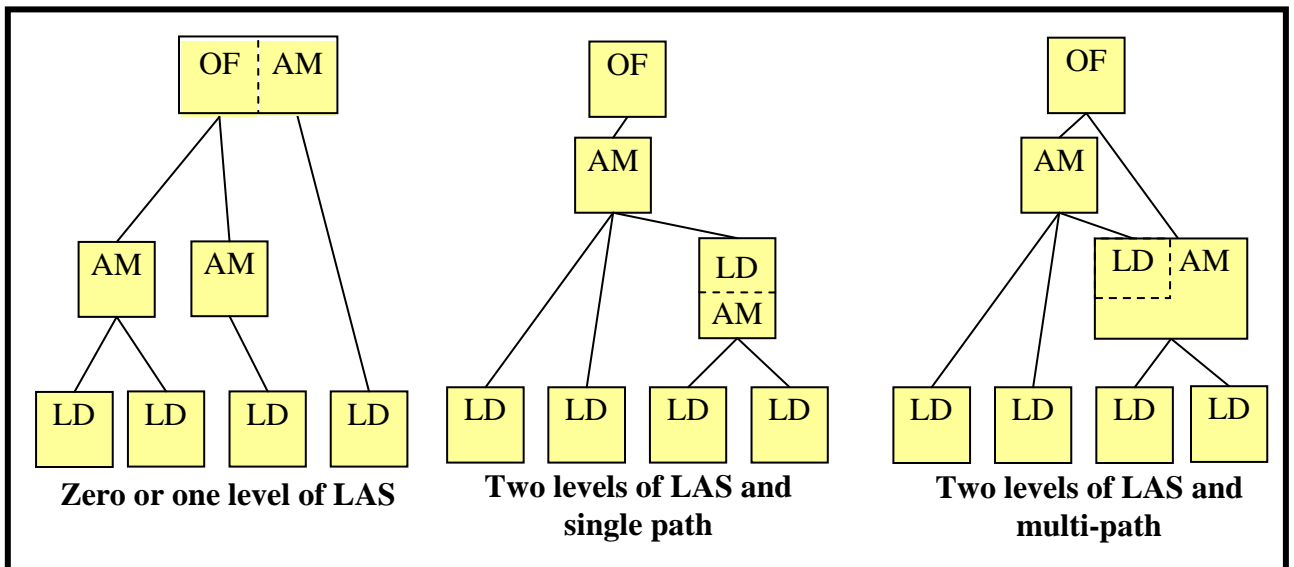 OF AM
AM AM
LD LD LD LD
Zero or one level of LAS
OF
AM
LD
AM
LD LD LD LD
Two levels of LAS and
single path
OF
AM
LD AM
LD LD LD LD
Two levels of LAS and
multi-path